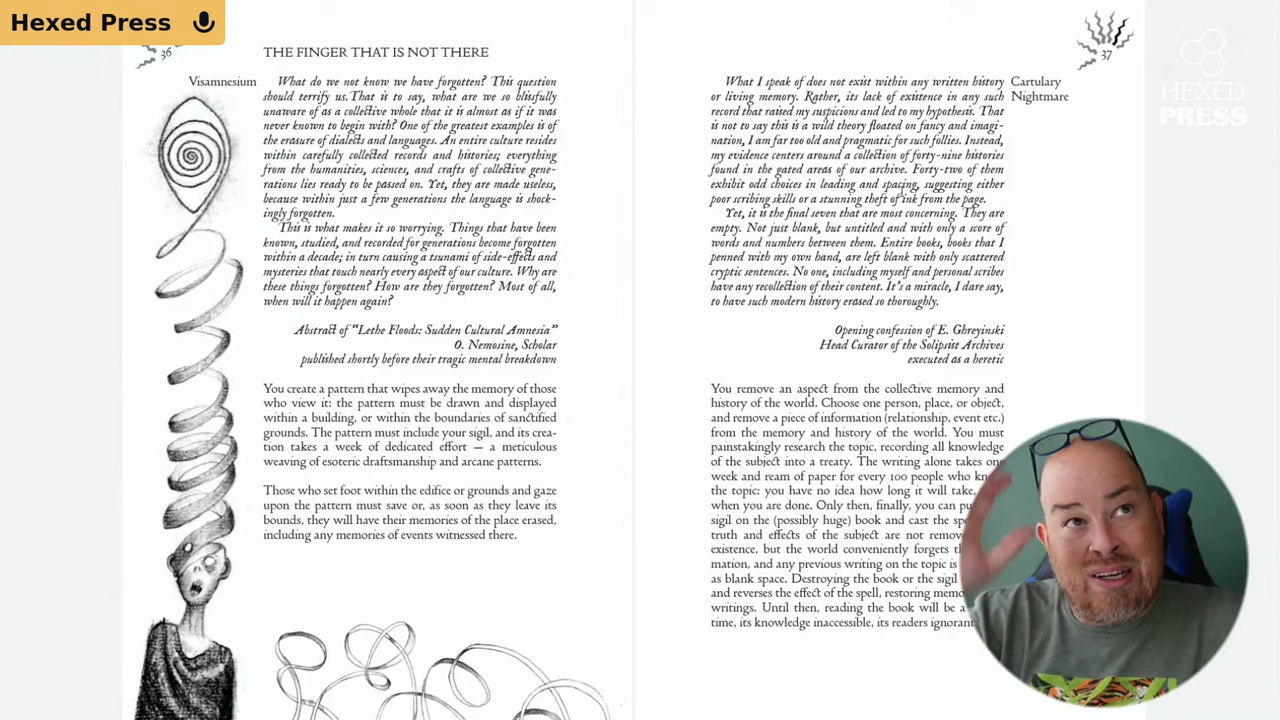 Hexed Press
36
THE FINGER THAT IS NOT THERE
Visamnesium
What do we not know we have forgotten? This question
should terrify us.That is to say, what are we so blissfully
unaware of as a collective whole that it is almost as if it was
never known to begin with? One of the greatest examples is of
the erasure of dialects and languages. An entire culture resides
within carefully collected records and histories; everything
from the humanities, sciences, and crafts of collective gene-
rations lies ready to be passed on. Yet, they are made useless,
because within just a few generations the language is shock-
ingly forgotten.
This is what makes it so worrying. Things that have been
known, studied, and recorded for generations become forgotten
within a decade; in turn causing a tsunami of side-effects and
mysteries that touch nearly every aspect of our culture. Why are
these things forgotten? How are they forgotten? Most of all,
when will it happen again?
Abstract of “Lethe Floods: Sudden Cultural Amnesia”
O. Nemosine, Scholar
published shortly before their tragic mental breakdown
You create a pattern that wipes away the memory of those
who view it: the pattern must be drawn and displayed
within a building, or within the boundaries of sanctified
grounds. The pattern must include your sigil, and its crea-
tion takes a week of dedicated effort — a meticulous
weaving of esoteric draftsmanship and arcane patterns.
Those who set foot within the edifice or grounds and gaze
upon the pattern must save or, as soon as they leave its
bounds, they will have their memories of the place erased,
including any memories of events witnessed there.
37
Cartulary
Nightmare
What I speak of does not exist within any written history
or living memory. Rather, its lack of existence in any such
record that raised my suspicions and led to my hypothesis. That
is not to say this is a wild theory floated on fancy and imagi-
nation, I am far too old and pragmatic for such follies. Instead,
my evidence centers around a collection of forty-nine histories
found in the gated areas of our archive. Forty-two of them
exhibit odd choices in leading and spacing, suggesting either
poor scribing skills or a stunning theft of ink from the page.
Yet, it is the final seven that are most concerning. They are
empty. Not just blank, but untitled and with only a score of
words and numbers between them. Entire books, books that I
penned with my own hand, are left blank with only scattered
cryptic sentences. No one, including myself and personal scribes
have any recollection of their content. It’s a miracle, I dare say,
to have such modern history erased so thoroughly.
Opening confession of E. Ghreyinski
Head Curator of the Solipsist Archives
executed as a heretic
You remove an aspect from the collective memory and
history of the world. Choose one person, place, or object,
and remove a piece of information (relationship, event etc.)
from the memory and history of the world. You must
painstakingly research the topic, recording all knowledge
of the subject into a treaty. The writing alone takes one
week and ream of paper for every 100 people who
the topic: you have no idea how long it will take,
when you are done. Only then, finally, you can
sigil on the (possibly huge) book and cast the
truth and effects of the subject are not
existence, but the world conveniently forgets
mation, and any previous writing on the topic is
as blank space. Destroying the book or the sigil
and reverses the effect of the spell, restoring
writings. Until then, reading the book will be a
time, its knowledge inaccessible, its readers ignorant
HEXED
PRESS